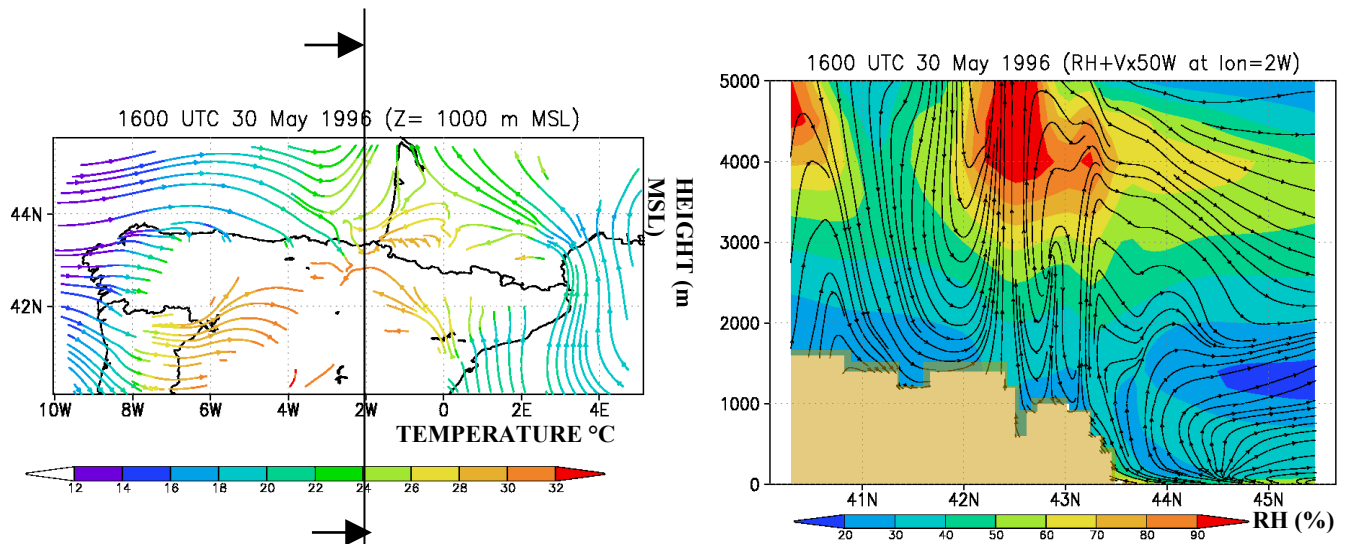 1600 UTC 30 May 1996 (Z= 1000 m MSL)
44N
42N
10W 8W 6W 4W 2W 0 2E 4E
TEMPERATURE °C
12 14 16 18 20 22 24 26 28 30 32
1600 UTC 30 May 1996 (RH+Vx50W at lon=2W)
HEIGHT (m
MSL)
5000
4000
3000
2000
1000
0
41N 42N 43N 44N 45N
20 30 40 50 60 70 80 90
RH (%)